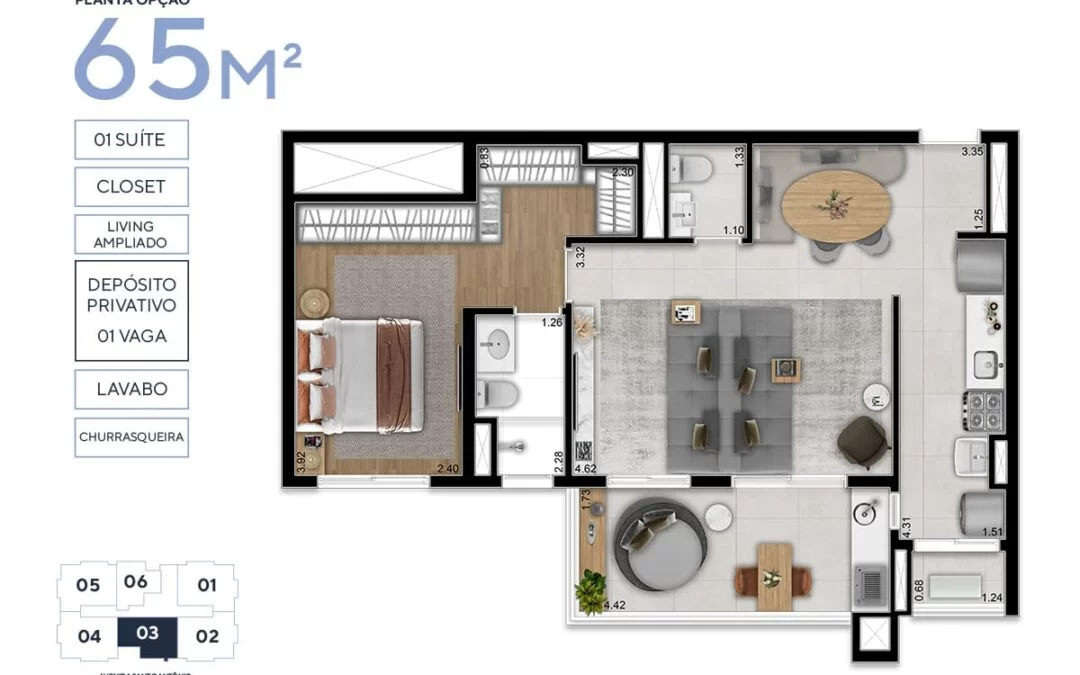 PLANTA OPÇÃO
65M²
01 SUÍTE
CLOSET
LIVING
AMPLIADO
DEPÓSITO
PRIVATIVO
01 VAGA
LAVABO
CHURRASQUEIRA
0.83
2.30
1.33
1.10
3.35
1.25
3.32
1.26
3.92
2.40
2.28
4.62
1.73
4.42
4.31
1.51
0.68
1.24
05
06
01
04
03
02